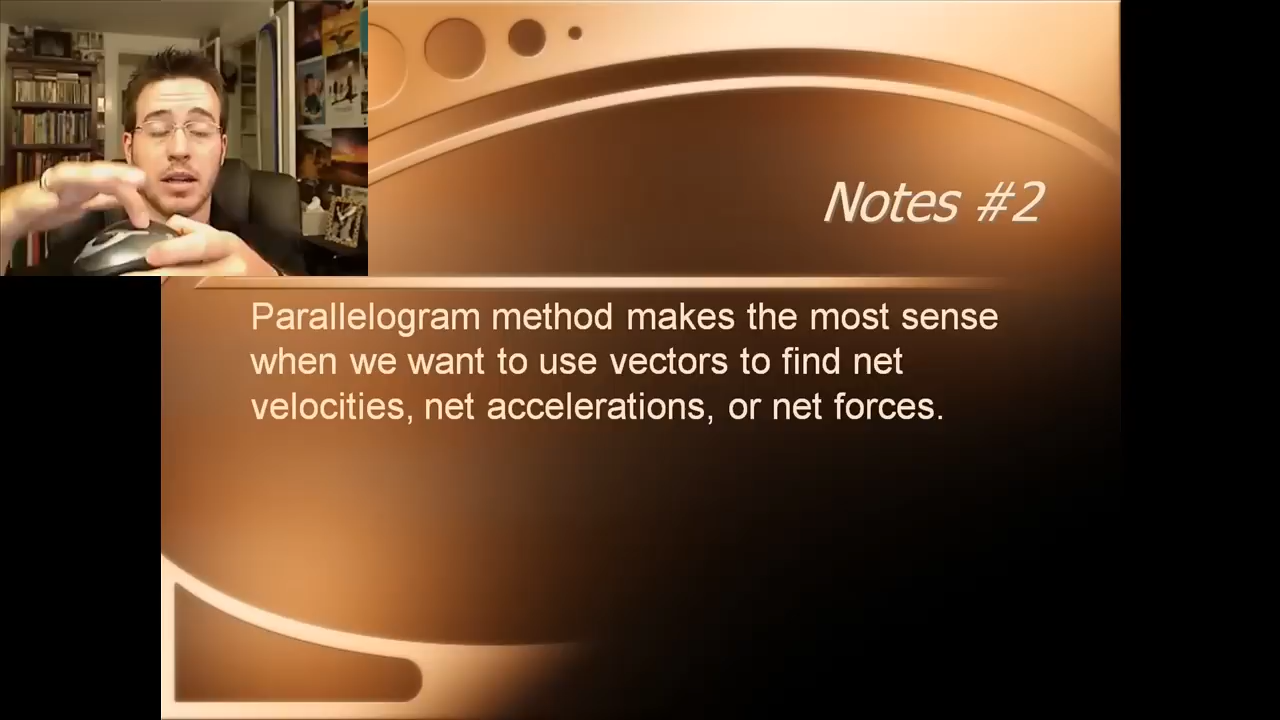 Notes #2
Parallelogram method makes the most sense
when we want to use vectors to find net
velocities, net accelerations, or net forces.